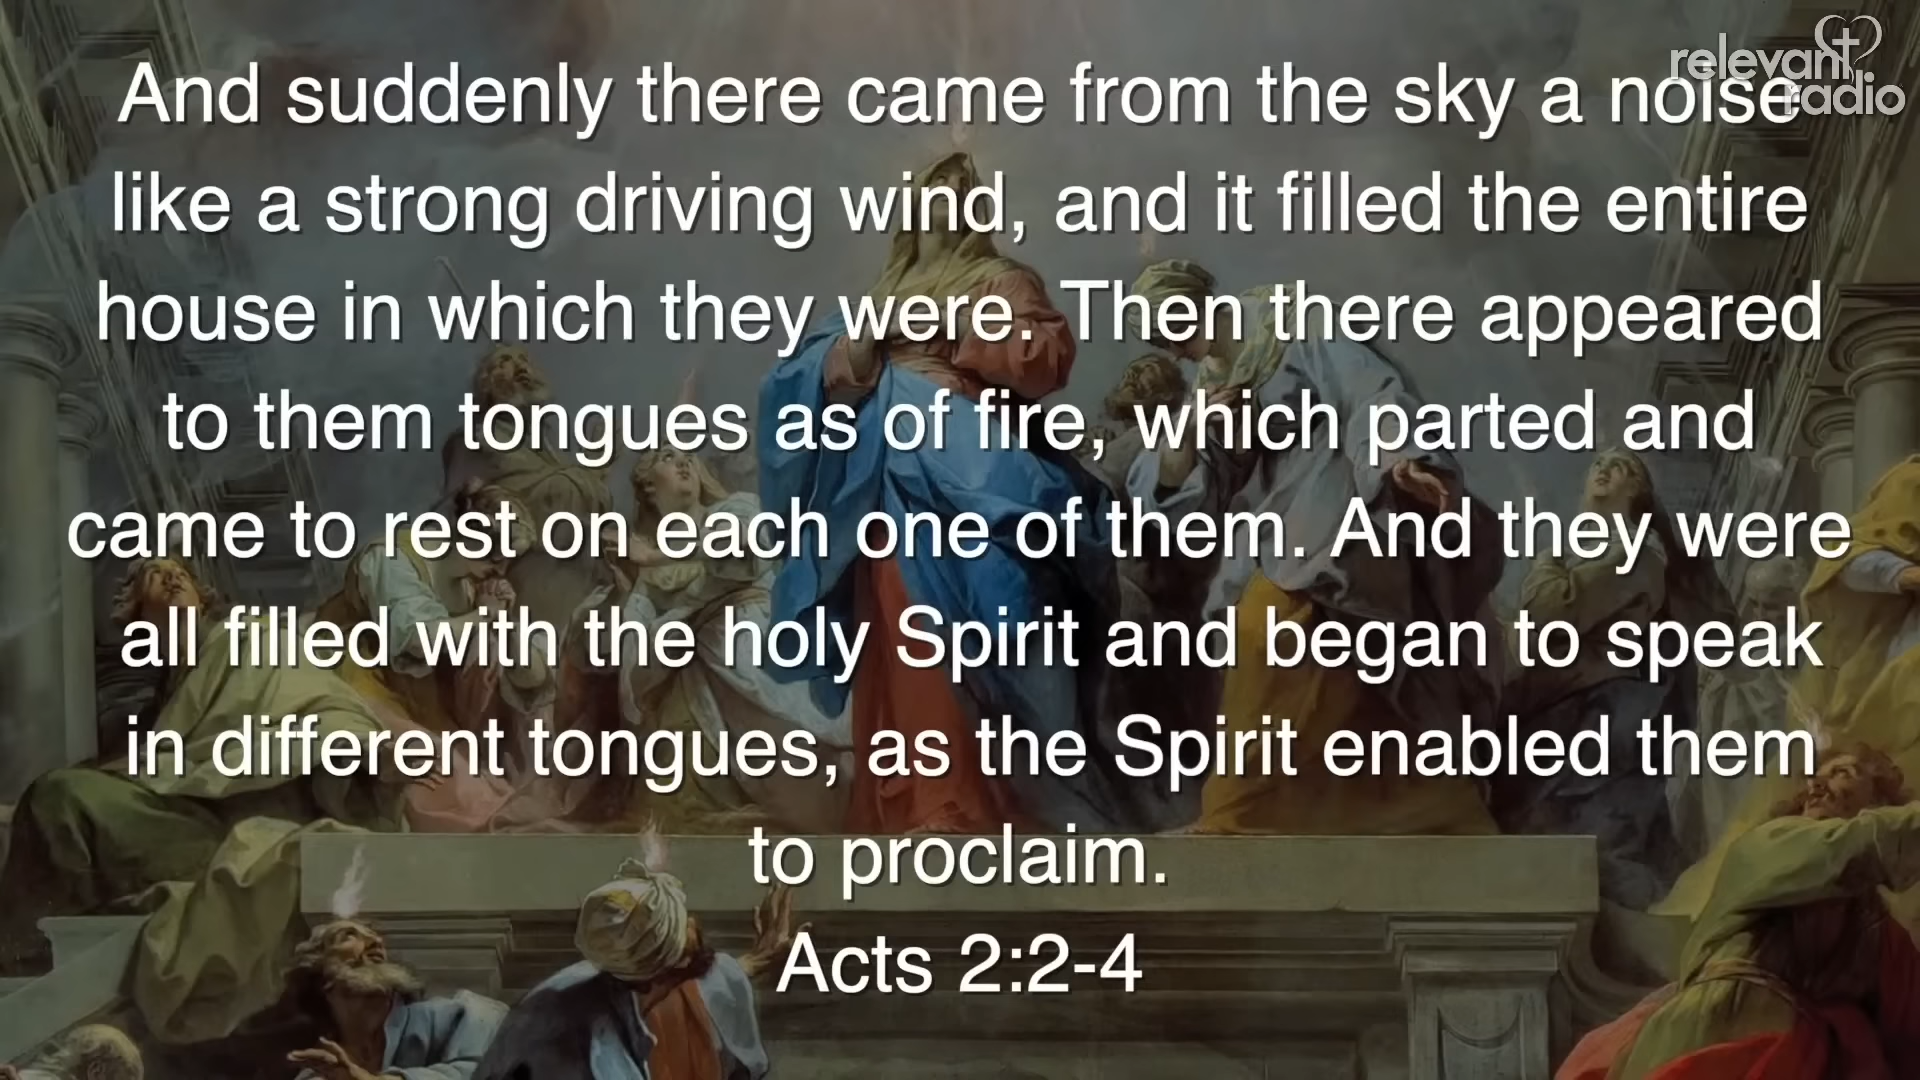 relevant
radio
And suddenly there came from the sky a noise
like a strong driving wind, and it filled the entire
house in which they were. Then there appeared
to them tongues as of fire, which parted and
came to rest on each one of them. And they were
all filled with the holy Spirit and began to speak
in different tongues, as the Spirit enabled them
to proclaim.
Acts 2:2-4